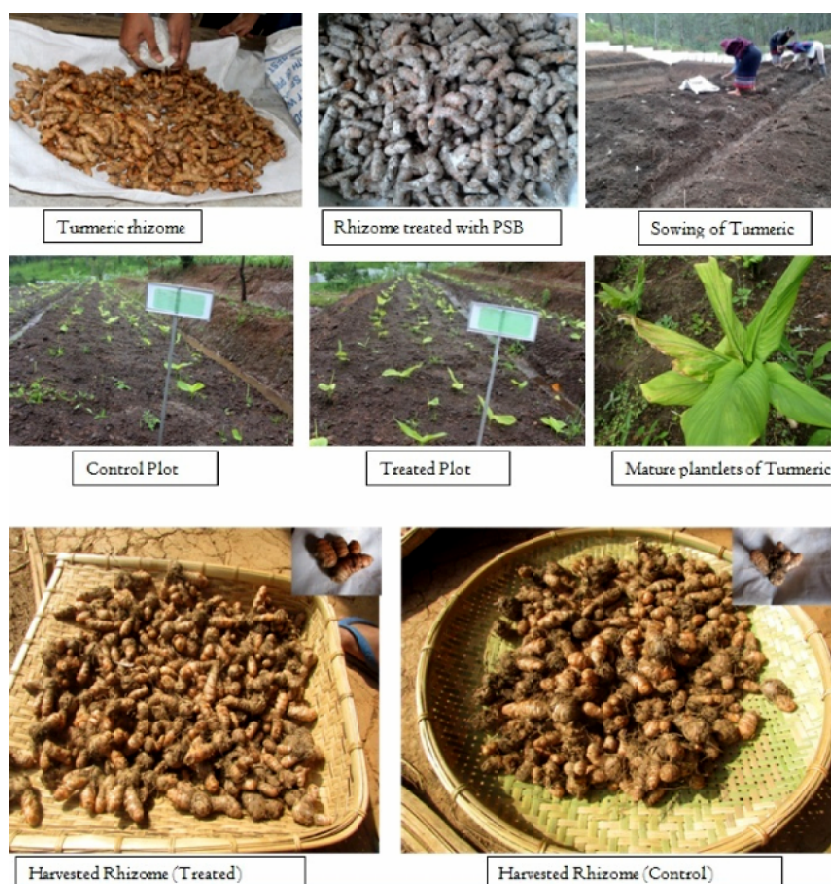 Turmeric rhizome
Rhizome treated with PSB
Sowing of Turmeric
Control Plot
Treated Plot
Mature plantlets of Turmeric
Harvested Rhizome (Treated)
Harvested Rhizome (Control)